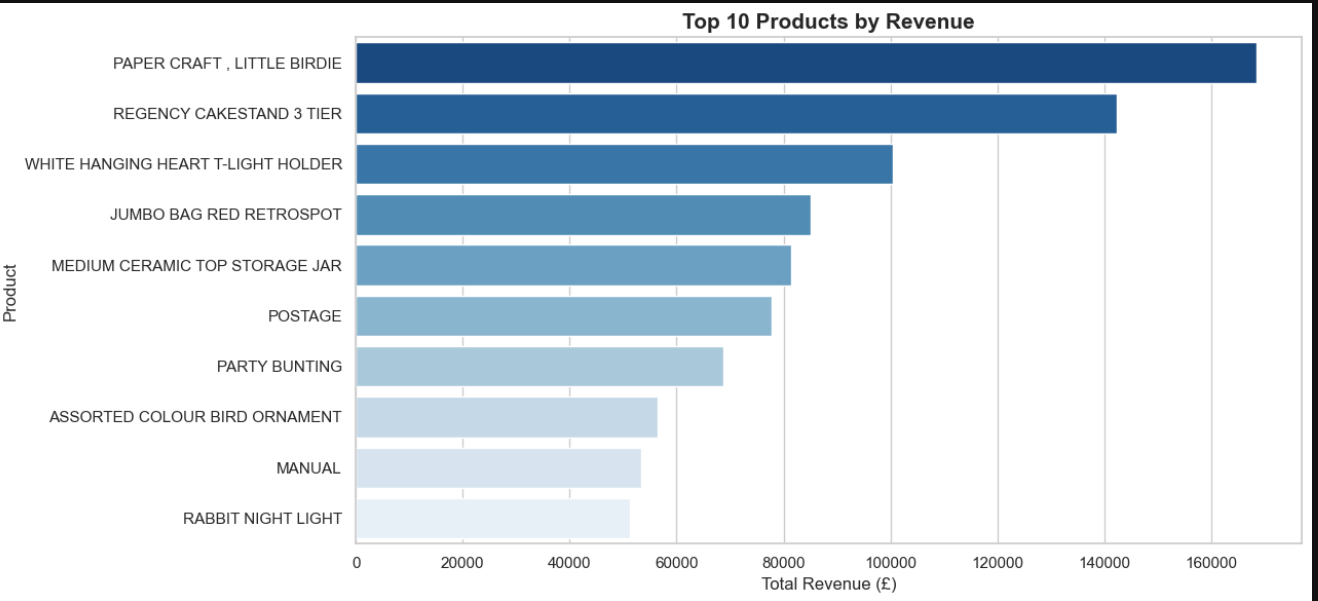 Top 10 Products by Revenue
PAPER CRAFT , LITTLE BIRDIE
REGENCY CAKESTAND 3 TIER
WHITE HANGING HEART T-LIGHT HOLDER
JUMBO BAG RED RETROSPOT
MEDIUM CERAMIC TOP STORAGE JAR
POSTAGE
PARTY BUNTING
ASSORTED COLOUR BIRD ORNAMENT
MANUAL
RABBIT NIGHT LIGHT
Product
0 20000 40000 60000 80000 100000 120000 140000 160000
Total Revenue (£)